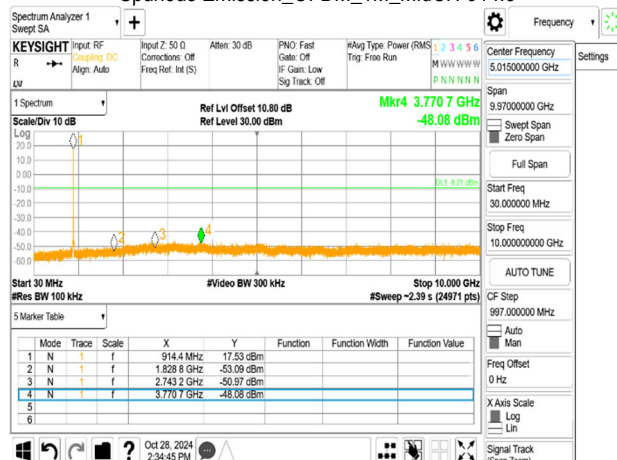 Spectrum Analyzer 1
Swept SA
Frequency
KEYSIGHT
R
Input: RF
Coupling: DC
Align: Auto
Input Z: 50 Ω
Corrections: Off
Freq Ref: Int (S)
Atten: 30 dB
PNO: Fast
Gate: Off
IF Gain: Low
Sig Track: Off
#Avg Type: Power (RMS
Trig: Free Run
1 2 3 4 5 6
M W W W W W
P N N N N N
Center Frequency
5.015000000 GHz
Settings
1 Spectrum
Scale/Div 10 dB
Ref Lvl Offset 10.80 dB
Ref Level 30.00 dBm
Mkr4 3.770 7 GHz
-48.08 dBm
Span
9.97000000 GHz
Swept Span
Zero Span
Full Span
Log
20.0
10.0
0.00
-10.0
-20.0
-30.0
-40.0
-50.0
-60.0
1
2
3
4
DL1 -9.21 dBm
Start Freq
30.000000 MHz
Stop Freq
10.000000000 GHz
AUTO TUNE
Start 30 MHz
#Res BW 100 kHz
#Video BW 300 kHz
Stop 10.000 GHz
#Sweep ~2.39 s (24971 pts)
CF Step
997.000000 MHz
Auto
Man
5 Marker Table
Mode Trace Scale X Y Function Function Width Function Value
1 N 1 f 914.4 MHz 17.53 dBm
2 N 1 f 1.828 8 GHz -53.09 dBm
3 N 1 f 2.743 2 GHz -50.97 dBm
4 N 1 f 3.770 7 GHz -48.08 dBm
5
6
Freq Offset
0 Hz
X Axis Scale
Log
Lin
Signal Track
(Span Zoom)
?
Oct 28, 2024
2:34:45 PM